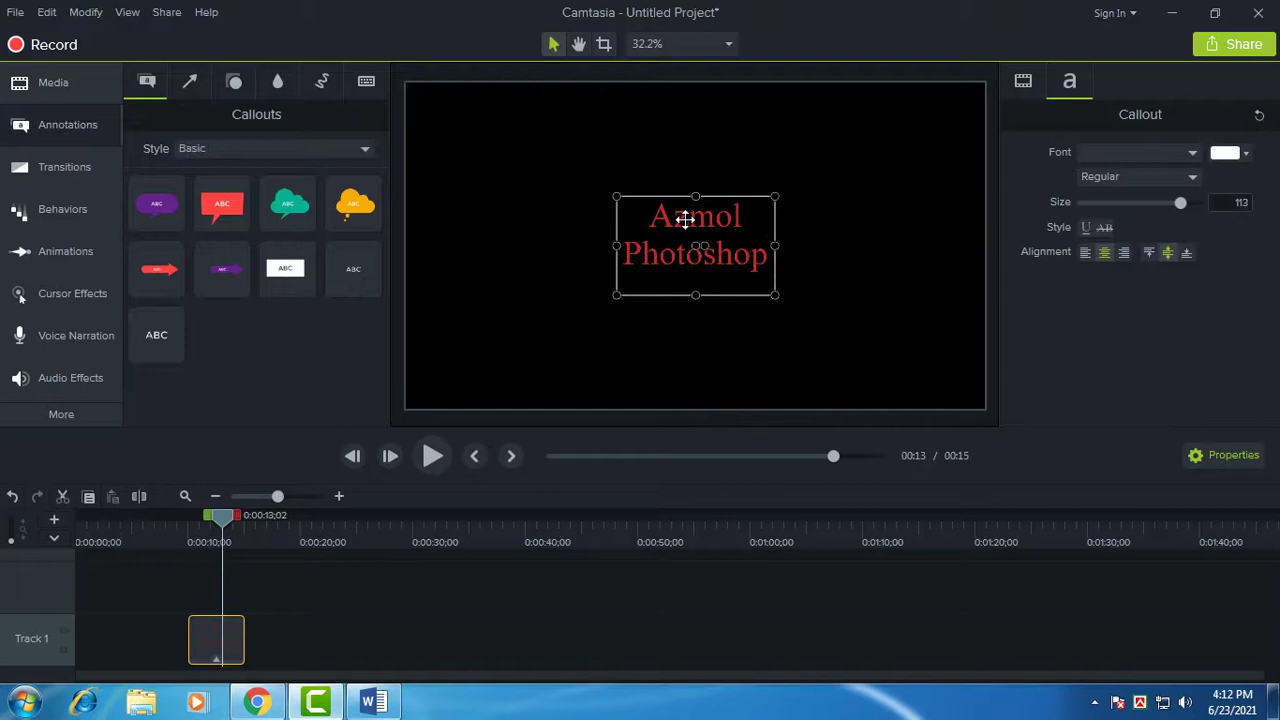 File Edit Modify View Share Help
Camtasia - Untitled Project*
Sign In
Record
32.2%
Share
Media
Annotations
Transitions
Behaviors
Animations
Cursor Effects
Voice Narration
Audio Effects
More
Callouts
Style Basic
ABC ABC ABC ABC
ABC ABC ABC ABC
ABC
Azmol
Photoshop
a
Callout
Font
Regular
Size 113
Style U AB
Alignment
00:13 / 00:15
Properties
0:00:13;02
0:00:00;00 0:00:10;00 0:00:20;00 0:00:30;00 0:00:40;00 0:00:50;00 0:01:00;00 0:01:10;00 0:01:20;00 0:01:30;00 0:01:40;00
Track 1
4:12 PM
6/23/2021